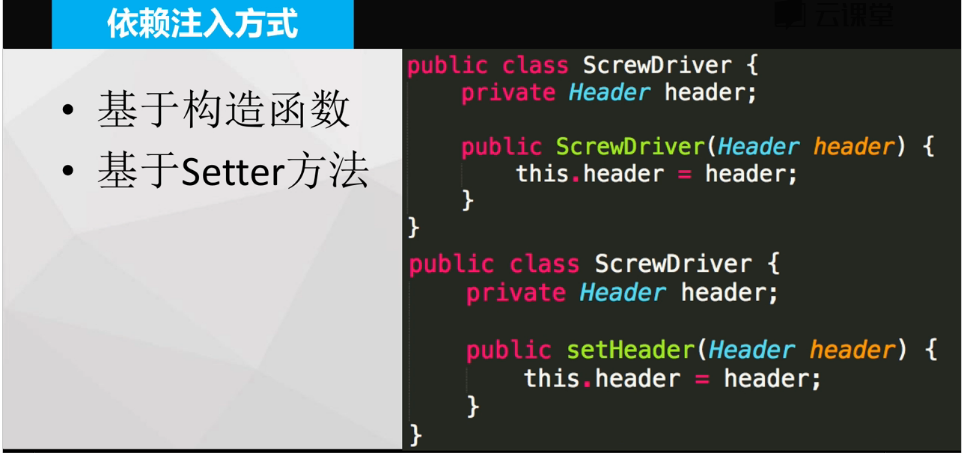 依赖注入方式
云课堂
• 基于构造函数
• 基于Setter方法
public class ScrewDriver {
private Header header;
public ScrewDriver(Header header) {
this.header = header;
}
}
public class ScrewDriver {
private Header header;
public setHeader(Header header) {
this.header = header;
}
}